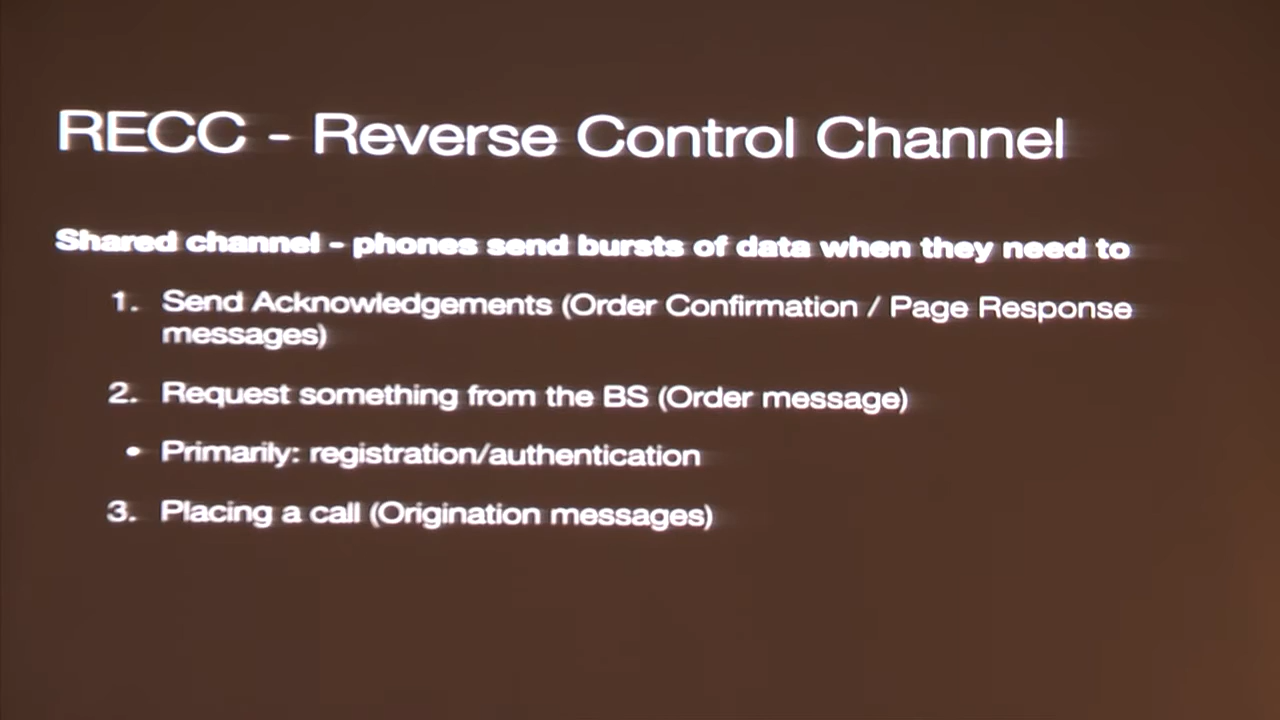 RECC - Reverse Control Channel
Shared channel - phones send bursts of data when they need to
1. Send Acknowledgements (Order Confirmation / Page Response
messages)
2. Request something from the BS (Order message)
• Primarily: registration/authentication
3. Placing a call (Origination messages)